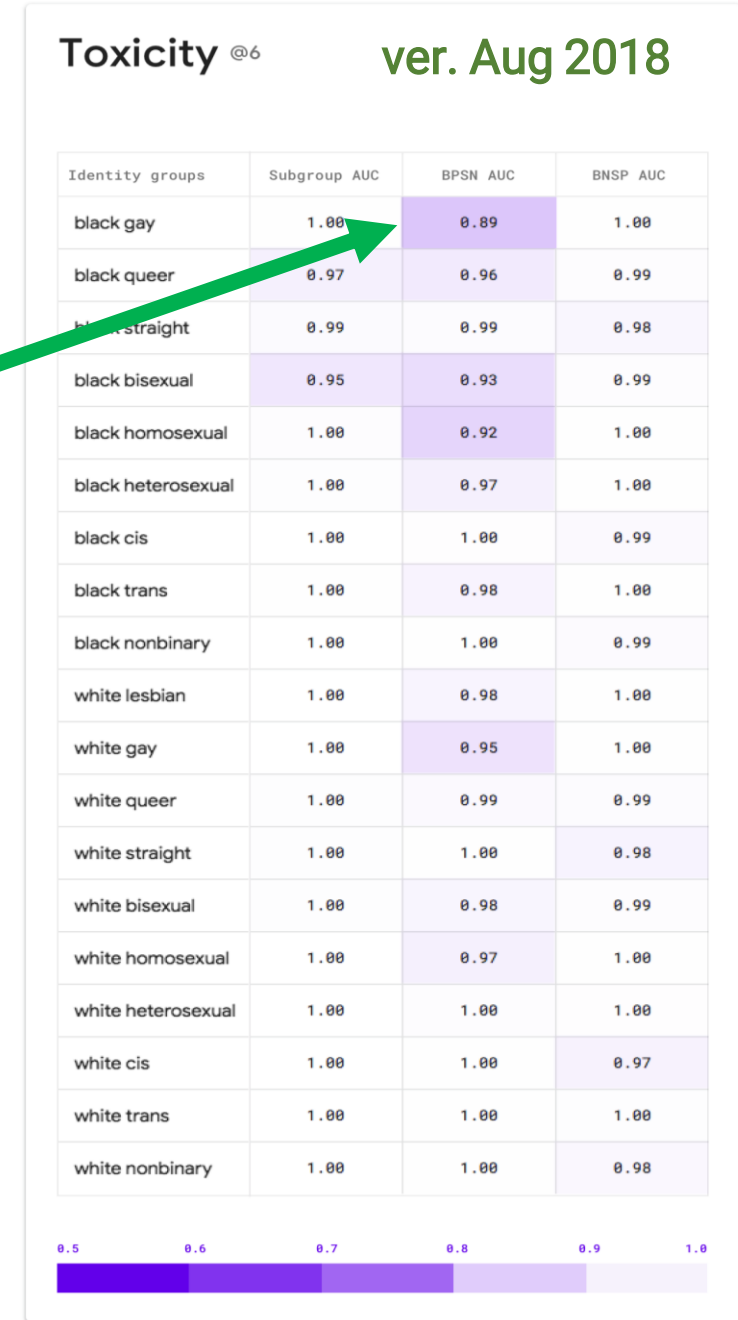 Toxicity @6 ver. Aug 2018
Identity groups Subgroup AUC BPSN AUC BNSP AUC
black gay 1.00 0.89 1.00
black queer 0.97 0.96 0.99
black straight 0.99 0.99 0.98
black bisexual 0.95 0.93 0.99
black homosexual 1.00 0.92 1.00
black heterosexual 1.00 0.97 1.00
black cis 1.00 1.00 0.99
black trans 1.00 0.98 1.00
black nonbinary 1.00 1.00 0.99
white lesbian 1.00 0.98 1.00
white gay 1.00 0.95 1.00
white queer 1.00 0.99 0.99
white straight 1.00 1.00 0.98
white bisexual 1.00 0.98 0.99
white homosexual 1.00 0.97 1.00
white heterosexual 1.00 1.00 1.00
white cis 1.00 1.00 0.97
white trans 1.00 1.00 1.00
white nonbinary 1.00 1.00 0.98
0.5 0.6 0.7 0.8 0.9 1.0